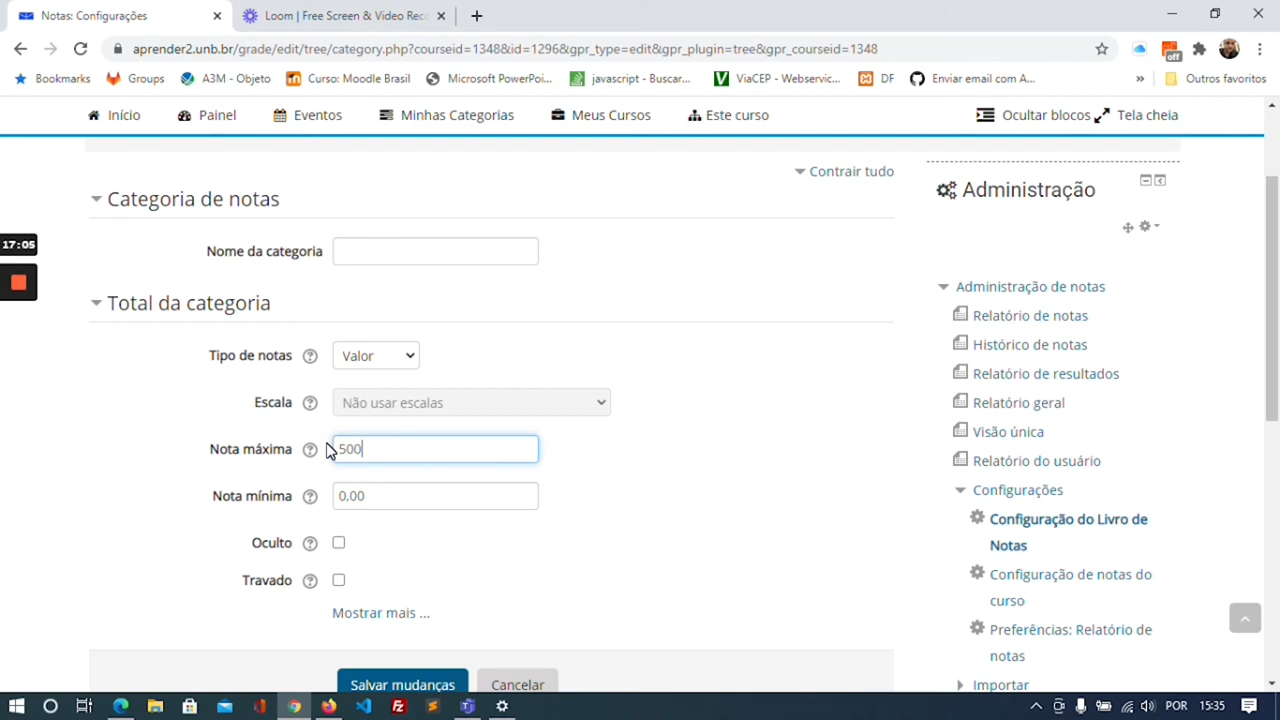 Notas: Configurações
Loom | Free Screen & Video Reco
aprender2.unb.br/grade/edit/tree/category.php?courseid=1348&id=1296&gpr_type=edit&gpr_plugin=tree&gpr_courseid=1348
off
Bookmarks
Groups
A3M - Objeto
Curso: Moodle Brasil
Microsoft PowerPoi...
javascript - Buscar...
ViaCEP - Webservic...
DF
Enviar email com A...
»
Outros favoritos
Início
Painel
Eventos
Minhas Categorias
Meus Cursos
Este curso
Ocultar blocos
Tela cheia
Contrair tudo
Categoria de notas
Nome da categoria
17:05
Total da categoria
Tipo de notas
Valor
Escala
Não usar escalas
Nota máxima
500
Nota mínima
0,00
Oculto
Travado
Mostrar mais ...
Salvar mudanças
Cancelar
Administração
Administração de notas
Relatório de notas
Histórico de notas
Relatório de resultados
Relatório geral
Visão única
Relatório do usuário
Configurações
Configuração do Livro de
Notas
Configuração de notas do
curso
Preferências: Relatório de
notas
Importar
POR
15:35